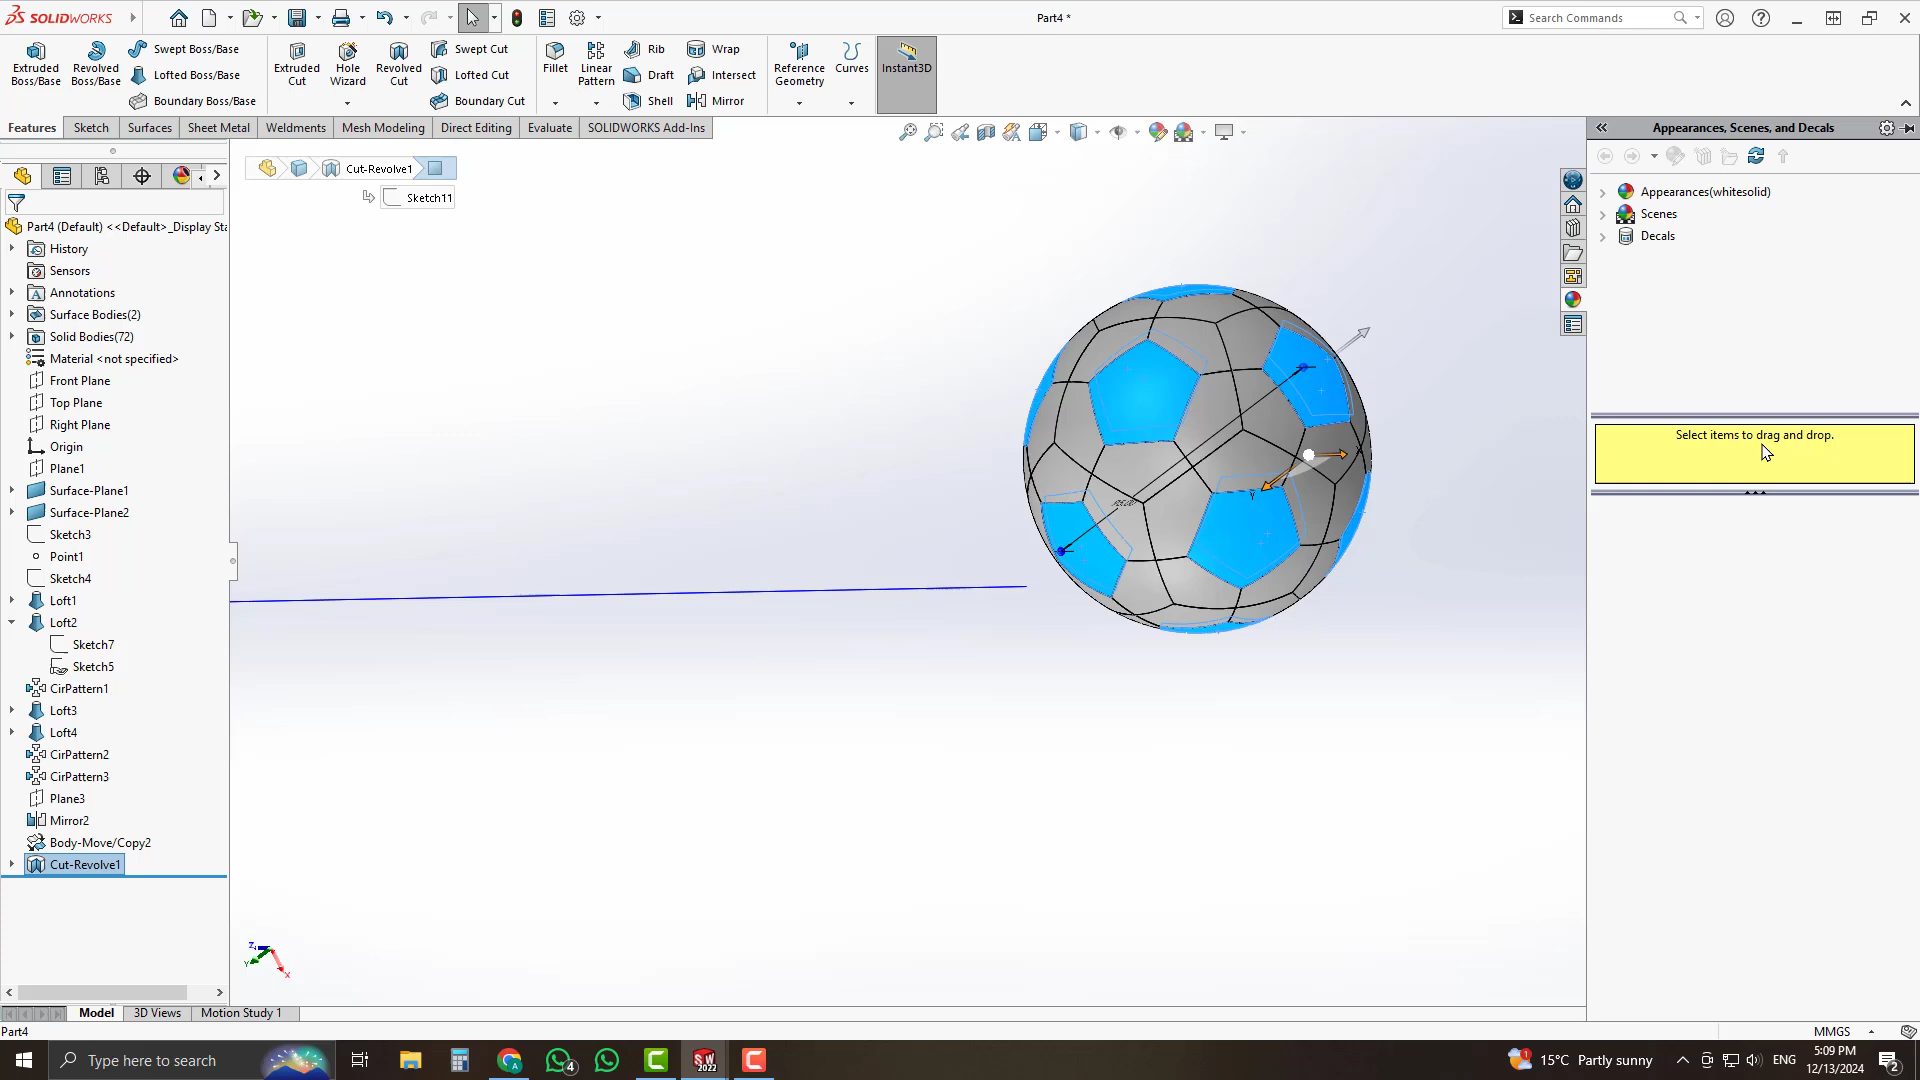 SOLIDWORKS
Part4 *
Search Commands
Extruded Boss/Base
Revolved Boss/Base
Swept Boss/Base
Lofted Boss/Base
Boundary Boss/Base
Extruded Cut
Hole Wizard
Revolved Cut
Swept Cut
Lofted Cut
Boundary Cut
Fillet
Linear Pattern
Rib
Draft
Shell
Wrap
Intersect
Mirror
Reference Geometry
Curves
Instant3D
Features
Sketch
Surfaces
Sheet Metal
Weldments
Mesh Modeling
Direct Editing
Evaluate
SOLIDWORKS Add-Ins
Cut-Revolve1
Sketch11
Part4 (Default) <<Default>_Display Sta
History
Sensors
Annotations
Surface Bodies(2)
Solid Bodies(72)
Material <not specified>
Front Plane
Top Plane
Right Plane
Origin
Plane1
Surface-Plane1
Surface-Plane2
Sketch3
Point1
Sketch4
Loft1
Loft2
Sketch7
Sketch5
CirPattern1
Loft3
Loft4
CirPattern2
CirPattern3
Plane3
Mirror2
Body-Move/Copy2
Cut-Revolve1
Y
Z
Y
X
Appearances, Scenes, and Decals
Appearances(whitesolid)
Scenes
Decals
Select items to drag and drop.
Model
3D Views
Motion Study 1
Part4
MMGS
Type here to search
4
SW
2022
15°C Partly sunny
ENG
5:09 PM
12/13/2024
2